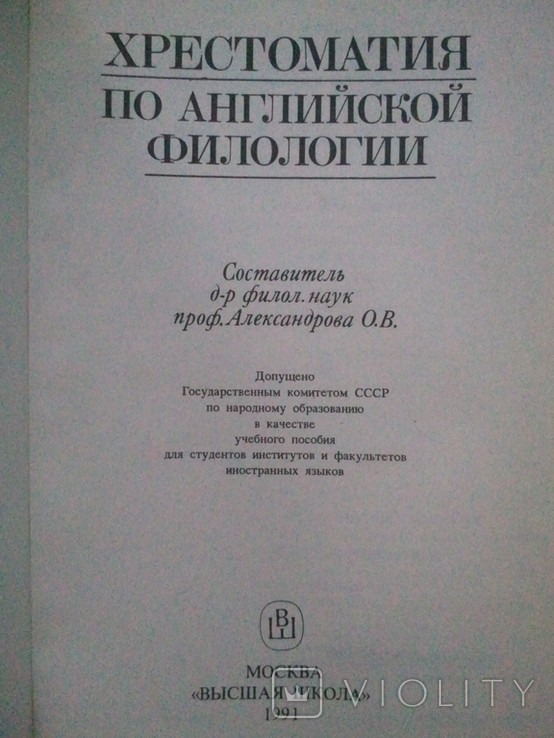 ХРЕСТОМАТИЯ
ПО АНГЛИЙСКОЙ
ФИЛОЛОГИИ
Составитель
д-р филол. наук
проф. Александрова О.В.
Допущено
Государственным комитетом СССР
по народному образованию
в качестве
учебного пособия
для студентов институтов и факультетов
иностранных языков
ВШ
МОСКВА
«ВЫСШАЯ ШКОЛА»
1991
VIOLITY